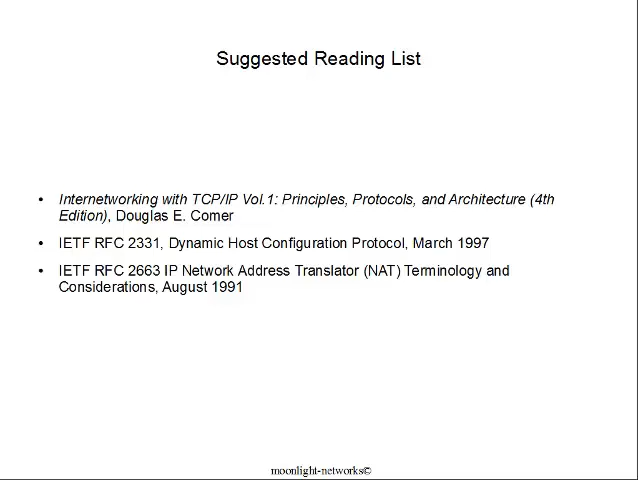 Suggested Reading List
• Internetworking with TCP/IP Vol.1: Principles, Protocols, and Architecture (4th
Edition), Douglas E. Comer
• IETF RFC 2331, Dynamic Host Configuration Protocol, March 1997
• IETF RFC 2663 IP Network Address Translator (NAT) Terminology and
Considerations, August 1991
moonlight-networks©